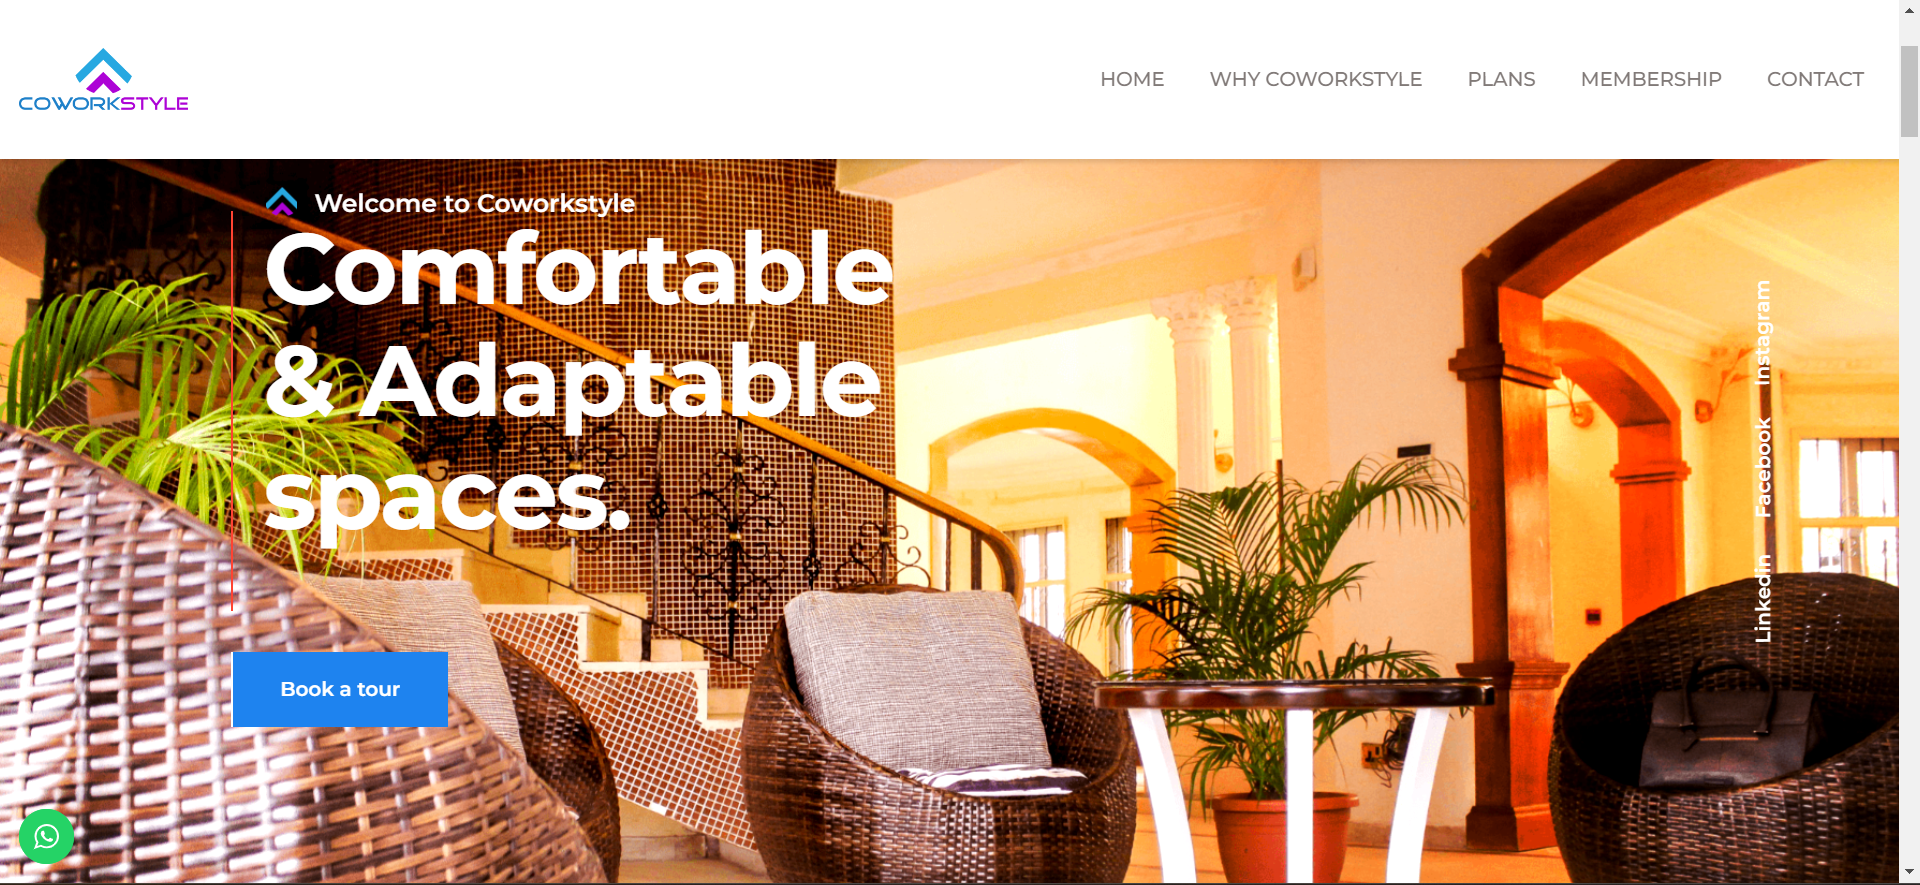 COWORKSTYLE
HOME
WHY COWORKSTYLE
PLANS
MEMBERSHIP
CONTACT
Welcome to Coworkstyle
Comfortable
& Adaptable
spaces.
Book a tour
Instagram
Facebook
Linkedin